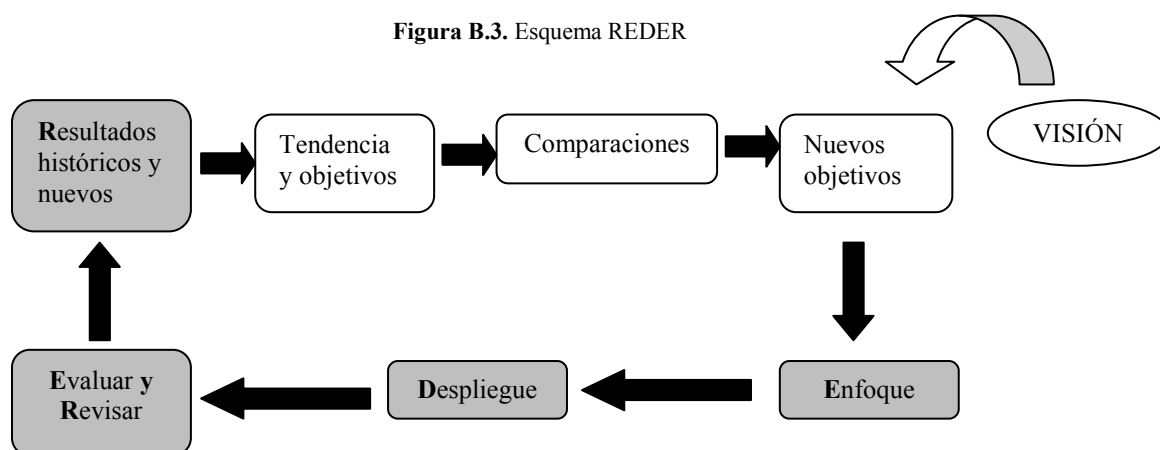 Figura B.3. Esquema REDER
Resultados
históricos y
nuevos
Tendencia
y objetivos
Comparaciones
Nuevos
objetivos
VISIÓN
Evaluar y
Revisar
Despliegue
Enfoque